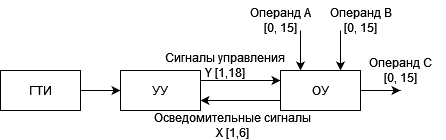 Операнд A
[0, 15]
Операнд B
[0, 15]
Сигналы управления
Y [1,18]
Операнд C
[0, 15]
ГТИ
УУ
ОУ
Осведомительные сигналы
X [1,6]